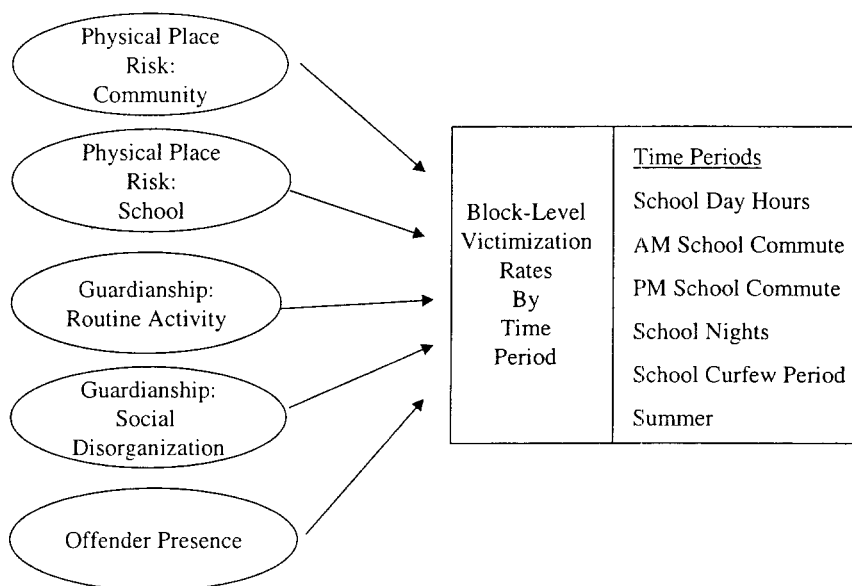 Physical Place
Risk:
Community
Physical Place
Risk:
School
Guardianship:
Routine Activity
Guardianship:
Social
Disorganization
Offender Presence
Block-Level
Victimization
Rates
By
Time
Period
Time Periods
School Day Hours
AM School Commute
PM School Commute
School Nights
School Curfew Period
Summer